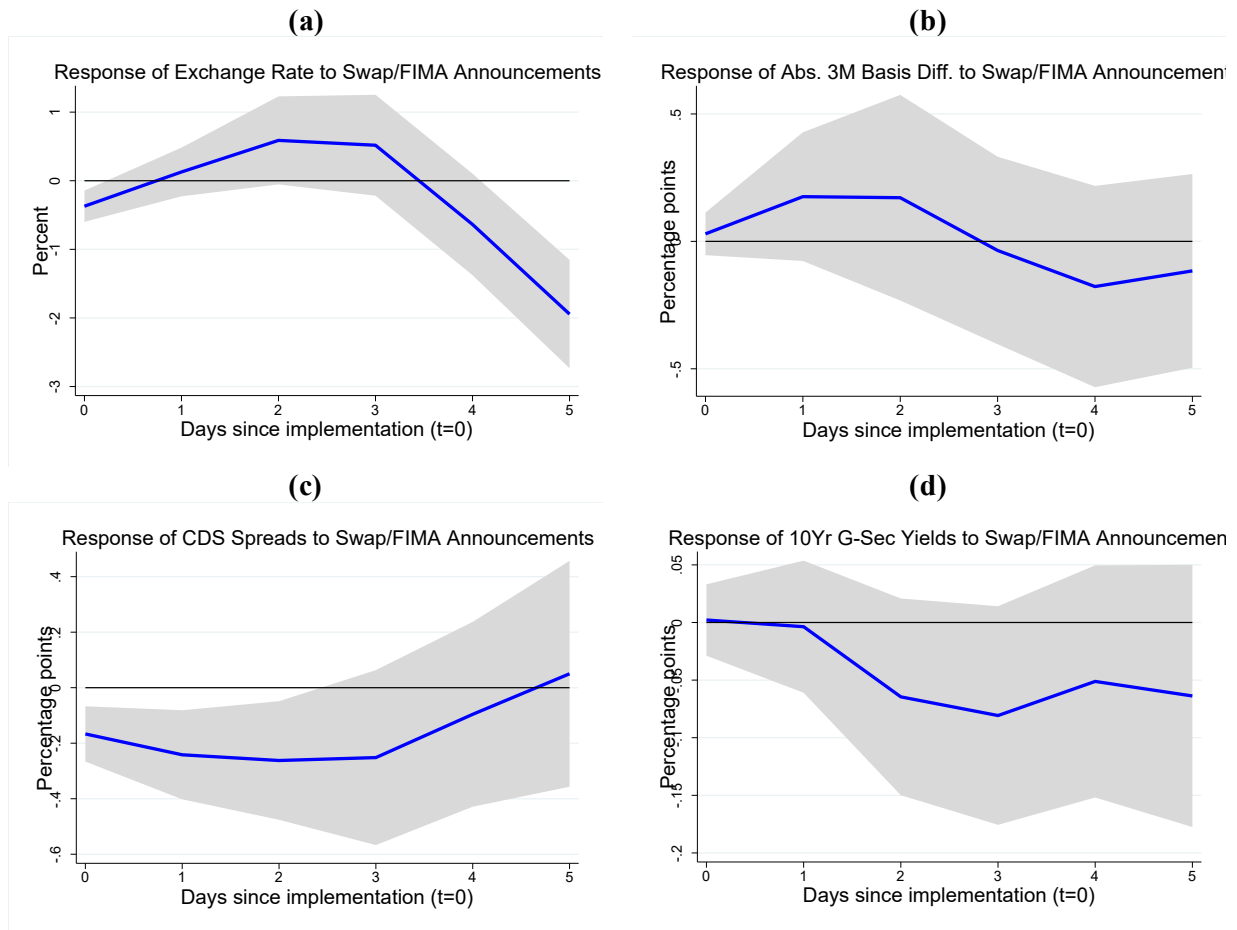 (a)
Response of Exchange Rate to Swap/FIMA Announcements
Percent
1
0
-1
-2
-3
0 1 2 3 4 5
Days since implementation (t=0)
(b)
Response of Abs. 3M Basis Diff. to Swap/FIMA Announcement
Percentage points
.5
0
-.5
0 1 2 3 4 5
Days since implementation (t=0)
(c)
Response of CDS Spreads to Swap/FIMA Announcements
Percentage points
.4
.2
0
-.2
-.4
-.6
0 1 2 3 4 5
Days since implementation (t=0)
(d)
Response of 10Yr G-Sec Yields to Swap/FIMA Announcemen
Percentage points
.05
0
-.05
-.1
-.15
-.2
0 1 2 3 4 5
Days since implementation (t=0)